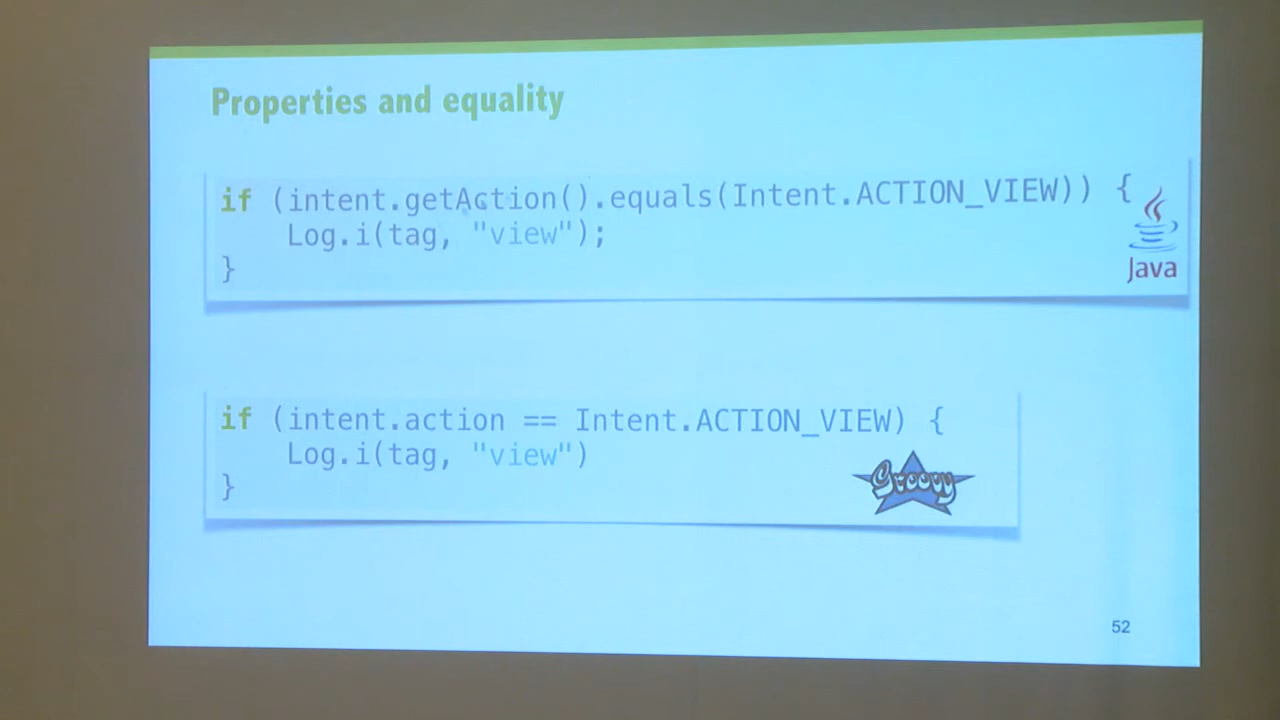 Properties and equality
if (intent.getAction().equals(Intent.ACTION_VIEW)) {
    Log.i(tag, "view");
}
Java
if (intent.action == Intent.ACTION_VIEW) {
    Log.i(tag, "view")
}
Groovy
52